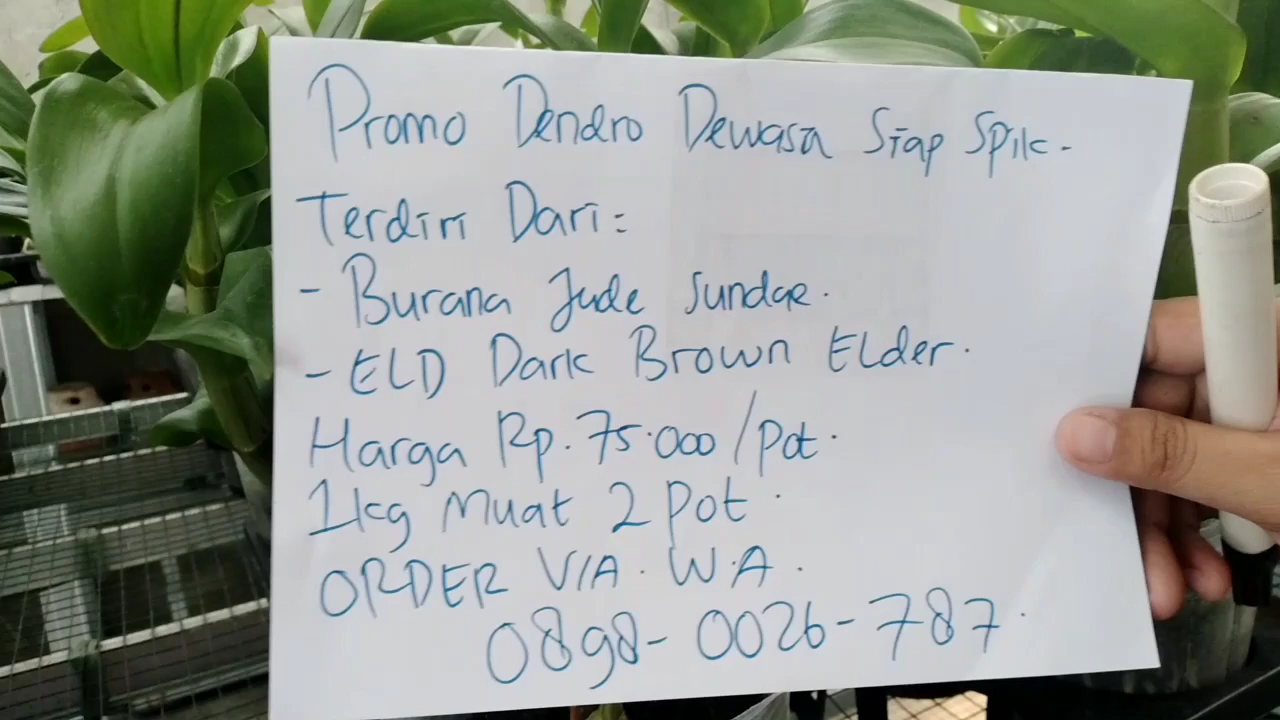 Promo Dendro Dewasa Siap Spik.
Terdiri Dari:
- Burana Jade Sundae.
- ELD Dark Brown Elder.
Harga Rp. 75.000/pot.
1kg Muat 2 pot.
ORDER VIA. W.A.
0898-0026-787.